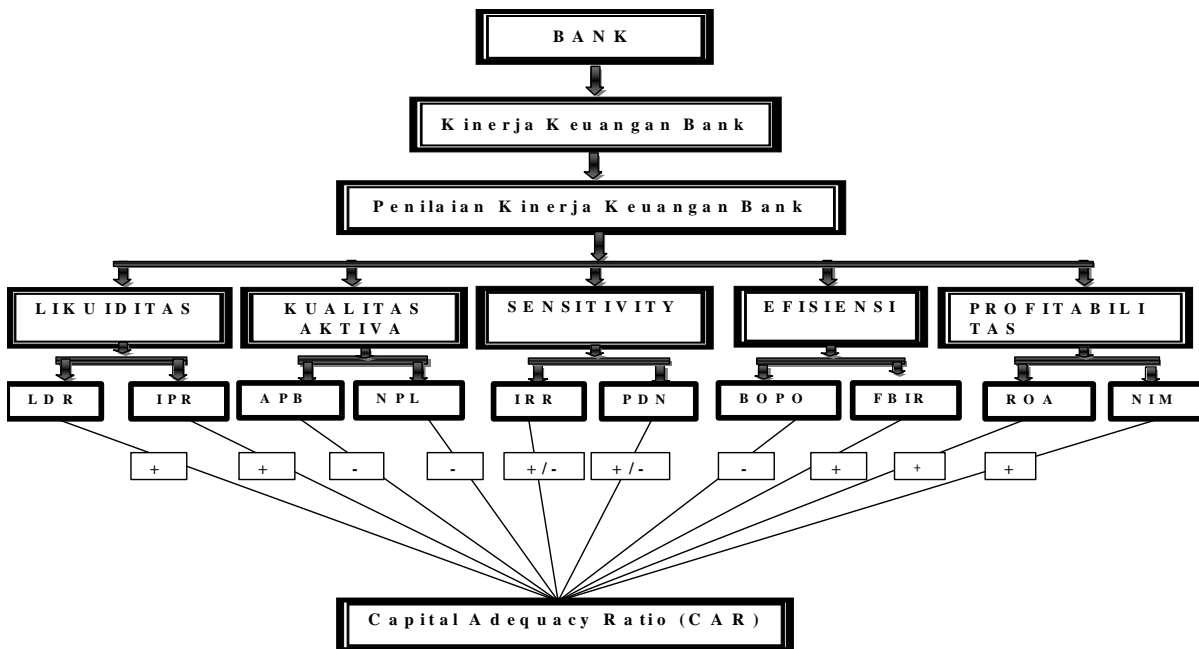 BANK
Kinerja Keuangan Bank
Penilaian Kinerja Keuangan Bank
LIKUIDITAS
KUALITAS
AKTIVA
SENSITIVITY
EFISIENSI
PROFITABILI
TAS
LDR
IPR
APB
NPL
IRR
PDN
BOPO
FBIR
ROA
NIM
+
+
-
-
+/-
+/-
-
+
+
+
Capital Adequacy Ratio (CAR)